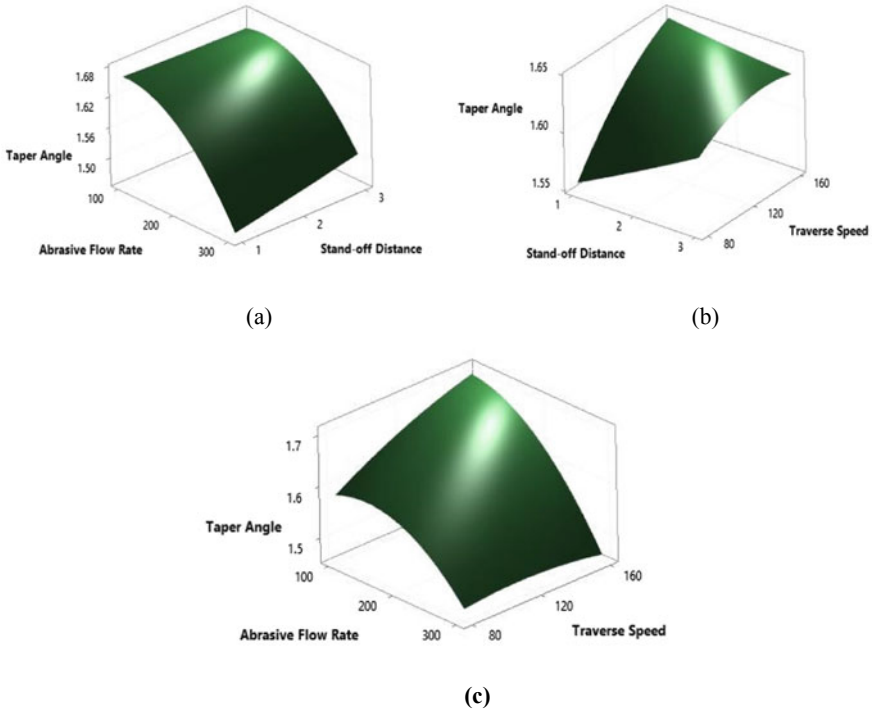 1.68
1.62
1.56
Taper Angle
1.50
100
200
300
Abrasive Flow Rate
1
2
3
Stand-off Distance
(a)
1.65
Taper Angle
1.60
1.55
1
2
3
Stand-off Distance
80
120
160
Traverse Speed
(b)
1.7
1.6
Taper Angle
1.5
100
200
300
Abrasive Flow Rate
80
120
160
Traverse Speed
(c)